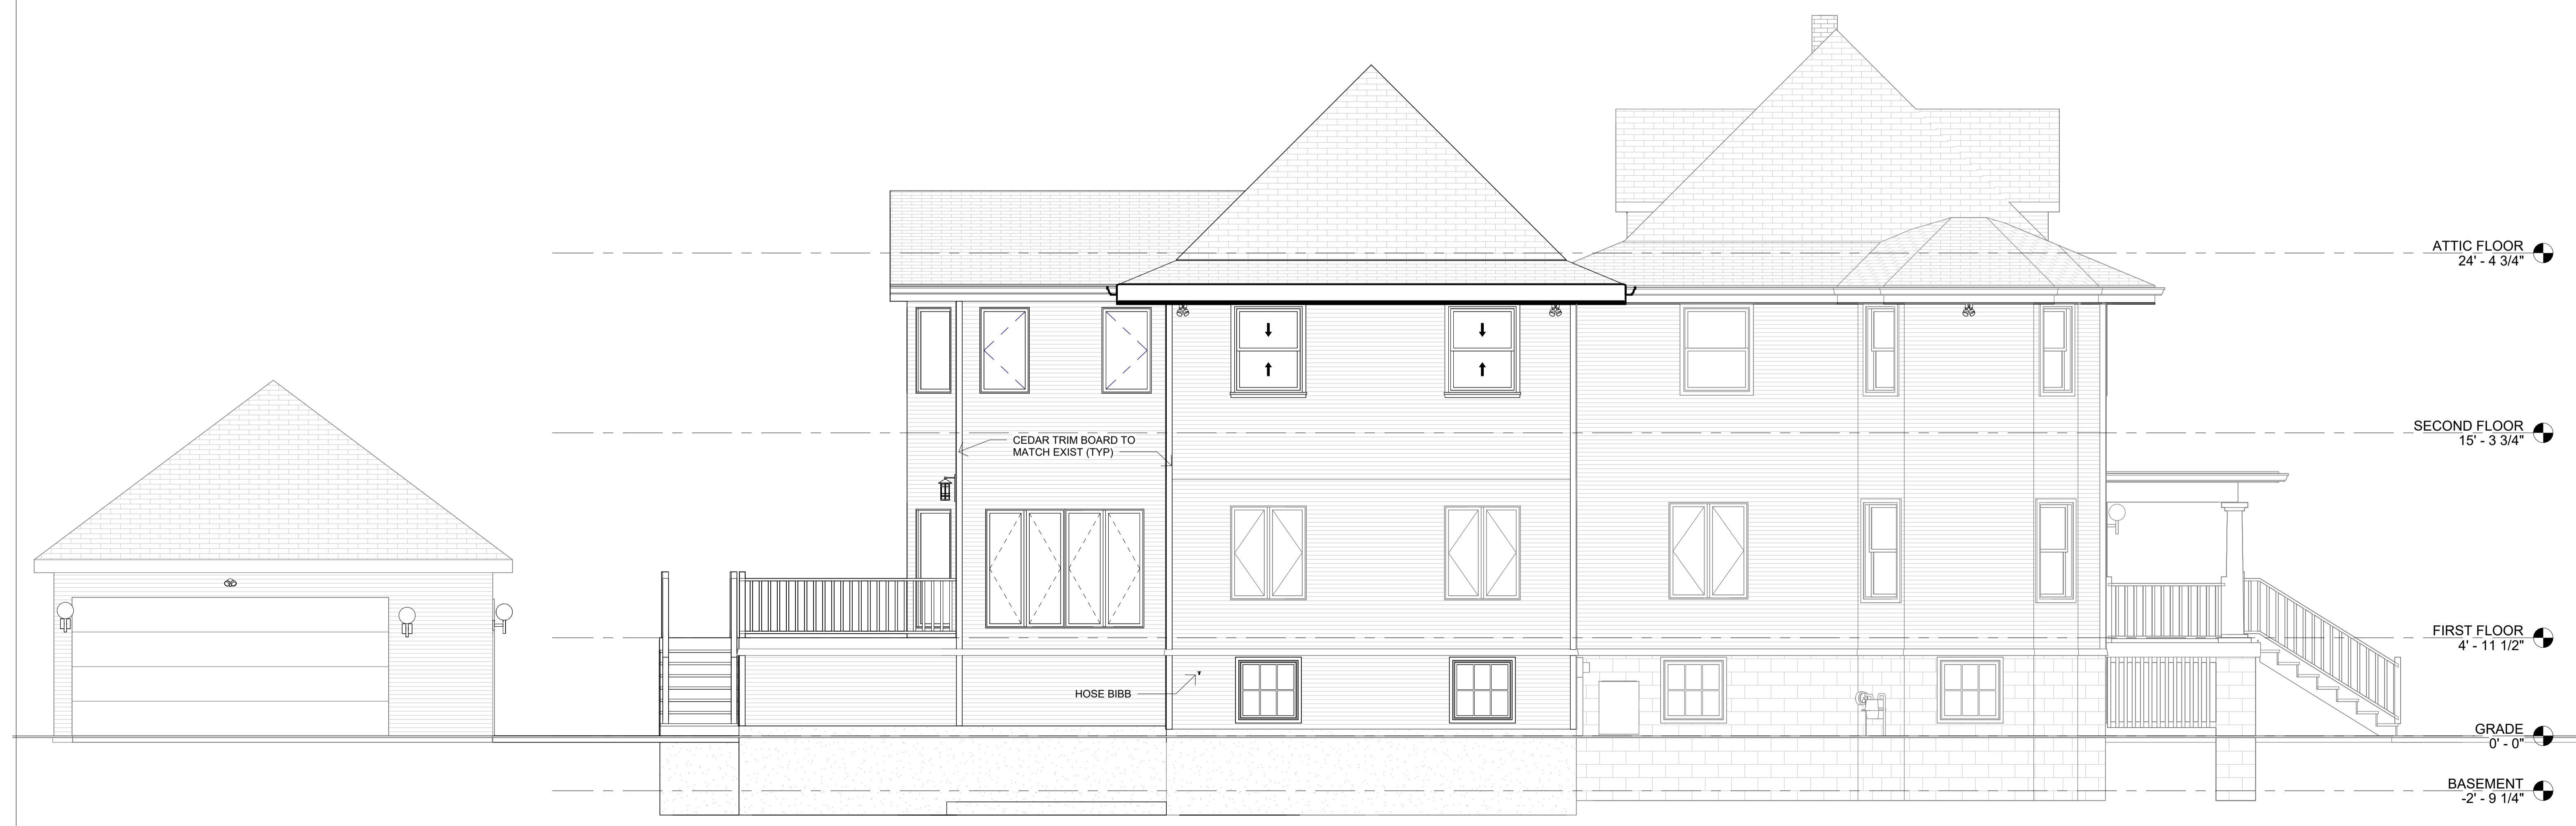 ATTIC FLOOR
24' - 4 3/4"
SECOND FLOOR
15' - 3 3/4"
CEDAR TRIM BOARD TO
MATCH EXIST (TYP)
FIRST FLOOR
4' - 11 1/2"
HOSE BIBB
GRADE
0' - 0"
BASEMENT
-2' - 9 1/4"